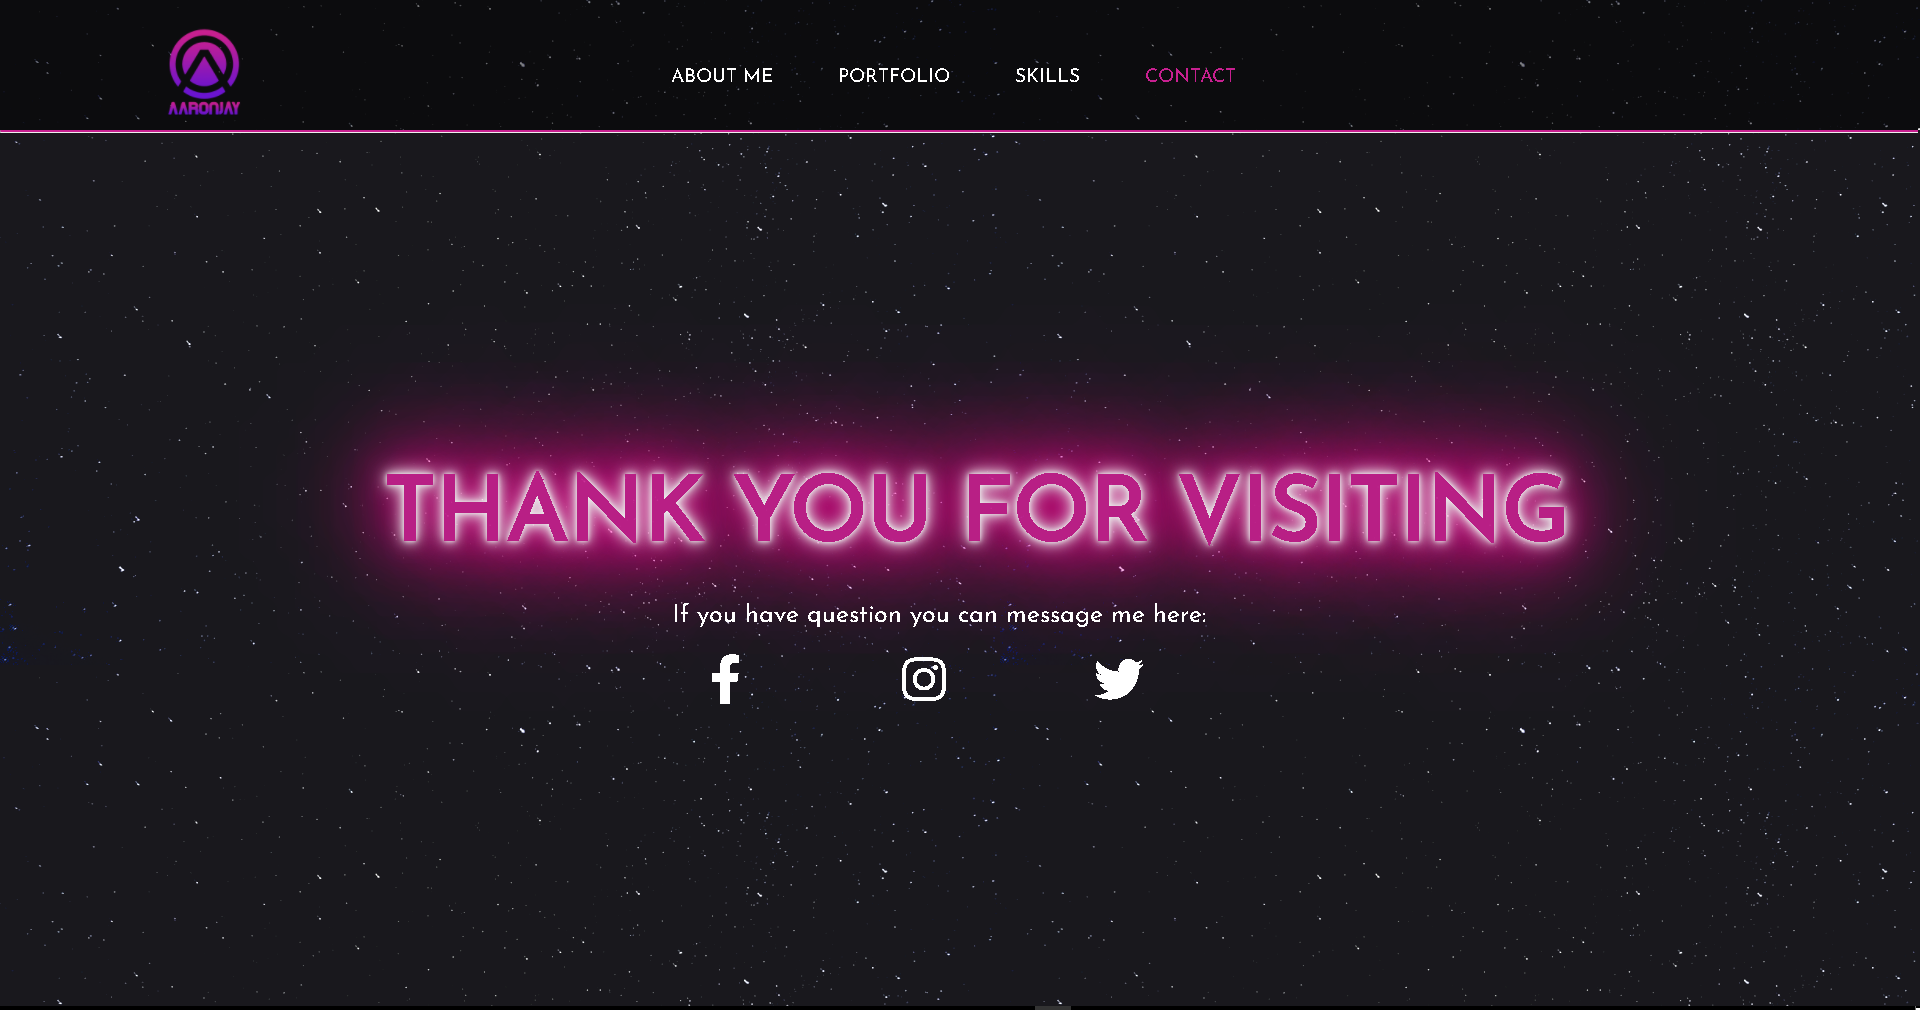 AARONJAY
ABOUT ME PORTFOLIO SKILLS CONTACT
THANK YOU FOR VISITING
If you have question you can message me here: